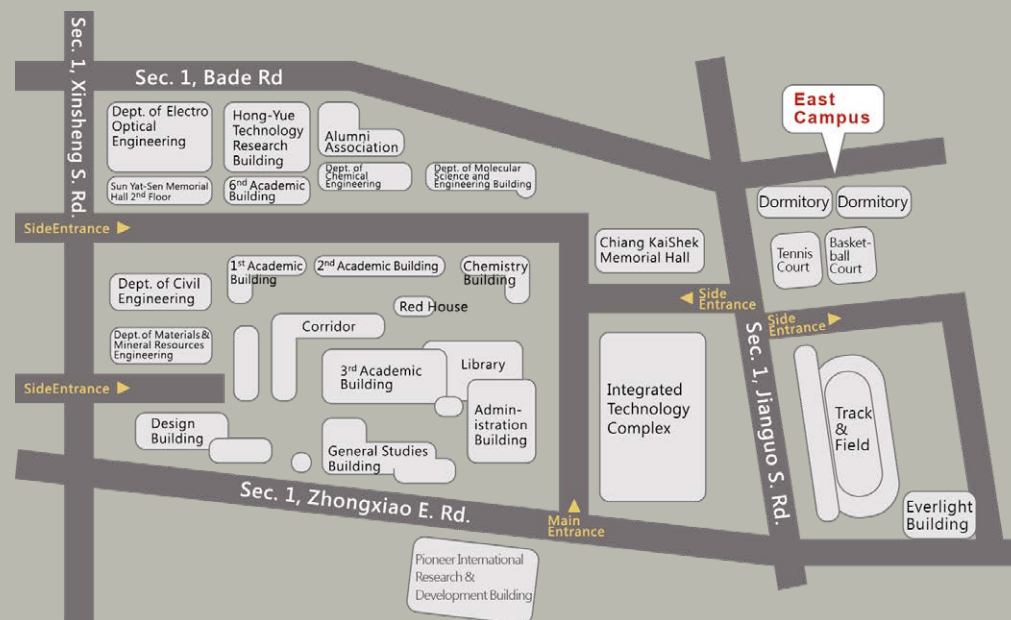 Sec. 1, Xinsheng S. Rd.
Sec. 1, Bade Rd
East
Campus
Dept. of Electro
Optical
Engineering
Hong-Yue
Technology
Research
Building
Alumni
Association
Sun Yat-Sen Memorial
Hall 2nd Floor
6nd Academic
Building
Dept. of
Chemical
Engineering
Dept. of Molecular
Science and
Engineering Building
Dormitory
Dormitory
SideEntrance
Chiang KaiShek
Memorial Hall
Tennis
Court
Basket-
ball
Court
1st Academic
Building
2nd Academic Building
Chemistry
Building
Dept. of Civil
Engineering
Red House
Side
Entrance
Side
Entrance
Corridor
Dept. of Materials &
Mineral Resources
Engineering
3rd Academic
Building
Library
Integrated
Technology
Complex
Sec. 1, Jianguo S. Rd.
SideEntrance
Admin-
istration
Building
Track
&
Field
Design
Building
General Studies
Building
Sec. 1, Zhongxiao E. Rd.
Main
Entrance
Everlight
Building
Pioneer International
Research &
Development Building